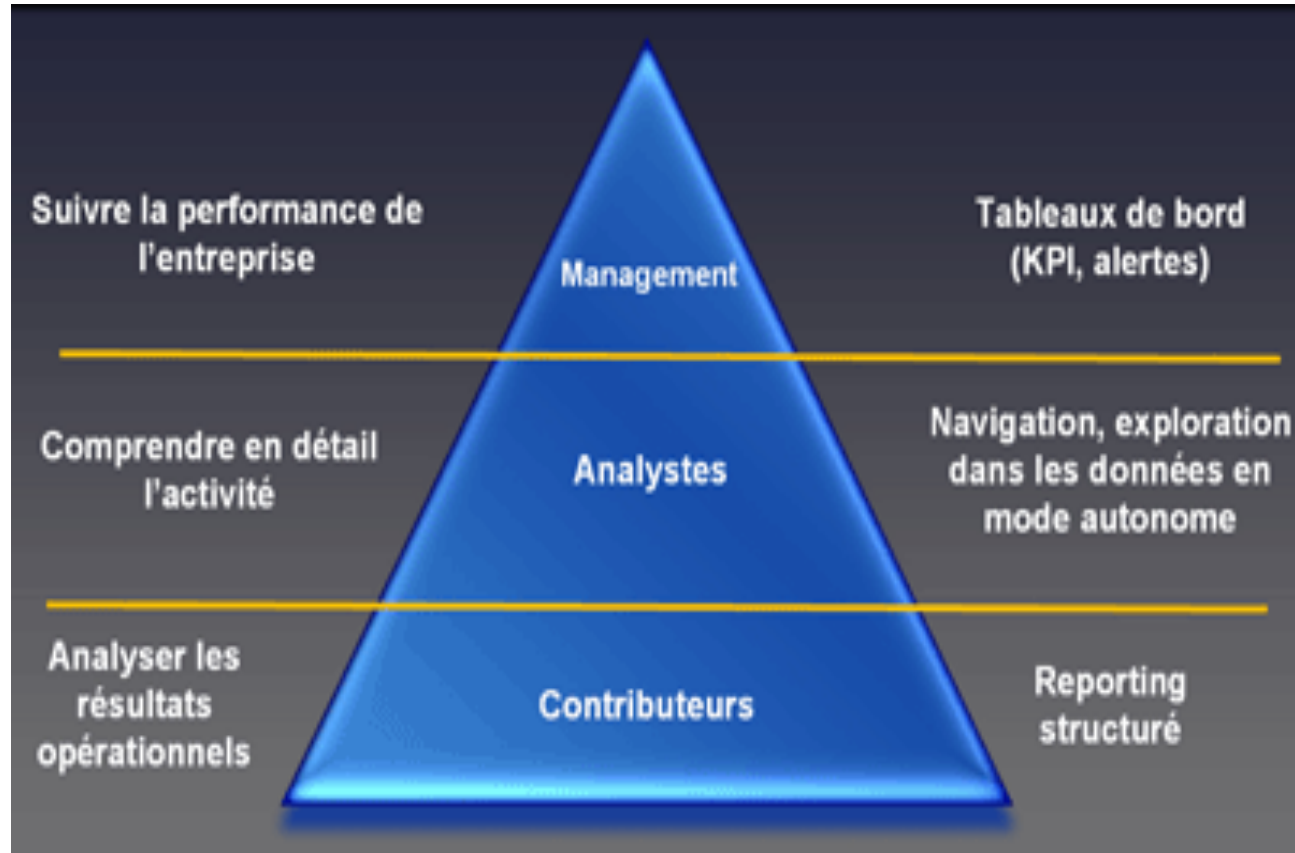 Suivre la performance de
l'entreprise
Management
Tableaux de bord
(KPI, alertes)
Comprendre en détail
l'activité
Analystes
Navigation, exploration
dans les données en
mode autonome
Analyser les
résultats
opérationnels
Contributeurs
Reporting
structuré